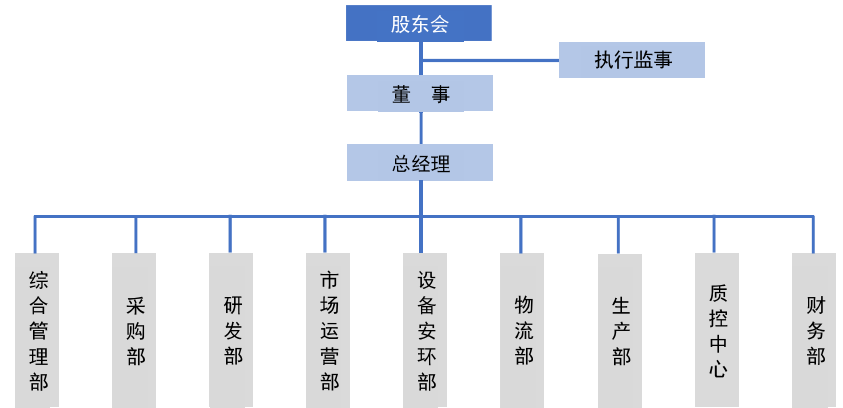 股东会
执行监事
董 事
总经理
综合管理部
采购部
研发部
市场运营部
设备安环部
物流部
生产部
质控中心
财务部